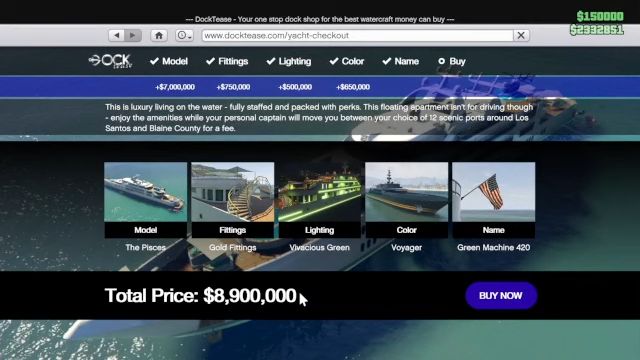 --- DockTease - Your one stop dock shop for the best watercraft money can buy ---
$150000
$2332851
www.docktease.com/yacht-checkout
DOCK
Model Fittings Lighting Color Name Buy
+$7,000,000 +$750,000 +$500,000 +$650,000
This is luxury living on the water - fully staffed and packed with perks. This floating apartment isn't for driving though
- enjoy the amenities while your personal captain will move you between your choice of 12 scenic ports around Los
Santos and Blaine County for a fee.
Model Fittings Lighting Color Name
The Pisces Gold Fittings Vivacious Green Voyager Green Machine 420
Total Price: $8,900,000
BUY NOW